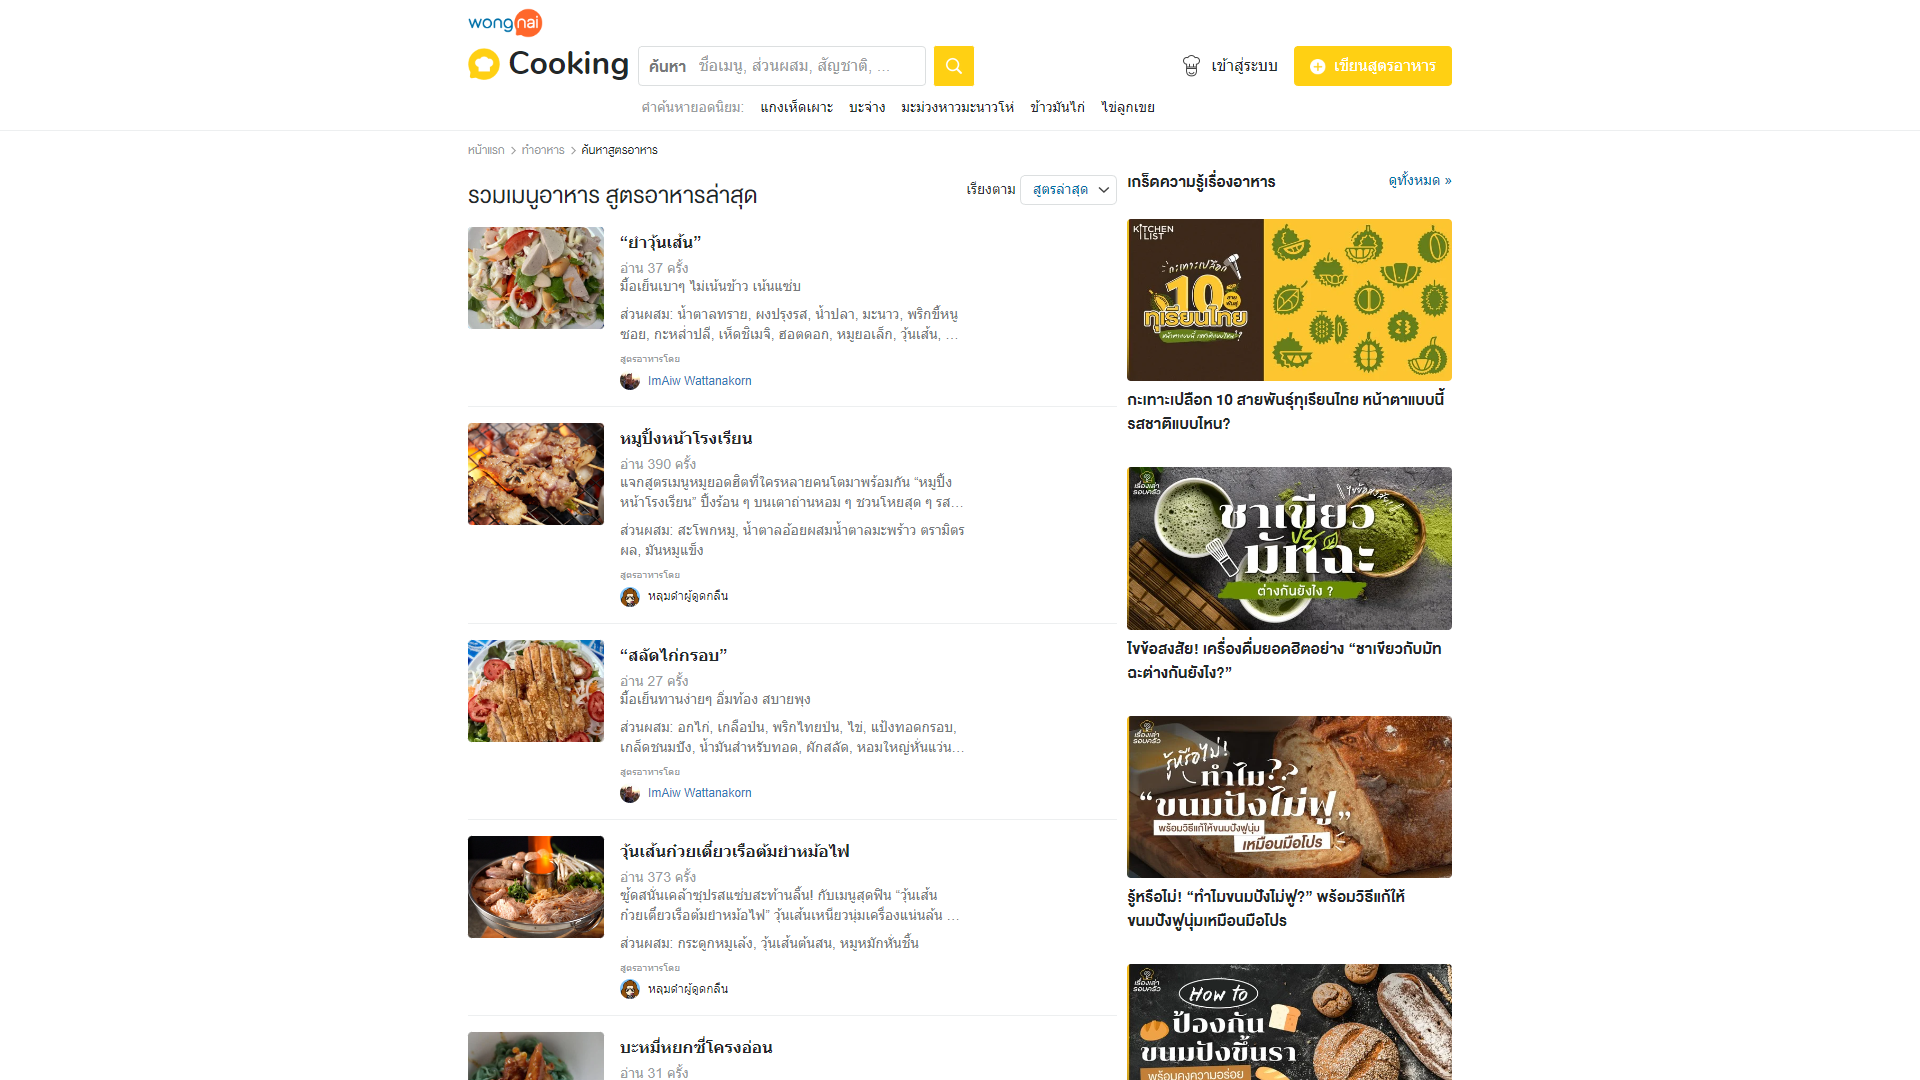 wongnai
Cooking
ค้นหา ชื่อเมนู, ส่วนผสม, สัญชาติ, ...
เข้าสู่ระบบ
เขียนสูตรอาหาร
คำค้นหายอดนิยม: แกงเห็ดเผาะ บะจ่าง มะม่วงหาวมะนาวโห่ ข้าวมันไก่ ไข่ลูกเขย
หน้าแรก > ทำอาหาร > ค้นหาสูตรอาหาร
รวมเมนูอาหาร สูตรอาหารล่าสุด
เรียงตาม สูตรล่าสุด
“ยำวุ้นเส้น”
อ่าน 37 ครั้ง
มื้อเย็นเบาๆ ไม่เน้นข้าว เน้นแซ่บ
ส่วนผสม: น้ำตาลทราย, ผงปรุงรส, น้ำปลา, มะนาว, พริกขี้หนู
ซอย, กะหล่ำปลี, เห็ดชิเมจิ, ฮอตดอก, หมูยอเล็ก, วุ้นเส้น, ...
สูตรอาหารโดย
ImAiw Wattanakorn
หมูปิ้งหน้าโรงเรียน
อ่าน 390 ครั้ง
แจกสูตรเมนูหมูยอดฮิตที่ใครหลายคนโตมาพร้อมกัน “หมูปิ้ง
หน้าโรงเรียน” ปิ้งร้อน ๆ บนเตาถ่านหอม ๆ ชวนโหยสุด ๆ รส...
ส่วนผสม: สะโพกหมู, น้ำตาลอ้อยผสมน้ำตาลมะพร้าว ตรามิตร
ผล, มันหมูแข็ง
สูตรอาหารโดย
หลุมดำผู้ดูดกลืน
“สลัดไก่กรอบ”
อ่าน 27 ครั้ง
มื้อเย็นทานง่ายๆ อิ่มท้อง สบายพุง
ส่วนผสม: อกไก่, เกลือป่น, พริกไทยป่น, ไข่, แป้งทอดกรอบ,
เกล็ดขนมปัง, น้ำมันสำหรับทอด, ผักสลัด, หอมใหญ่หั่นแว่น...
สูตรอาหารโดย
ImAiw Wattanakorn
วุ้นเส้นก๋วยเตี๋ยวเรือต้มยำหม้อไฟ
อ่าน 373 ครั้ง
ซู้ดสนั่นเคล้าซุปรสแซ่บสะท้านลิ้น! กับเมนูสุดฟิน “วุ้นเส้น
ก๋วยเตี๋ยวเรือต้มยำหม้อไฟ” วุ้นเส้นเหนียวนุ่มเครื่องแน่นล้น ...
ส่วนผสม: กระดูกหมูเล้ง, วุ้นเส้นต้นสน, หมูหมักหั่นชิ้น
สูตรอาหารโดย
หลุมดำผู้ดูดกลืน
บะหมี่หยกซี่โครงอ่อน
อ่าน 31 ครั้ง
เกร็ดความรู้เรื่องอาหาร
ดูทั้งหมด »
KITCHEN
LIST
กะเทาะเปลือก
10 สายพันธุ์
ทุเรียนไทย
หน้าตาแบบนี้ รสชาติแบบไหน?
กะเทาะเปลือก 10 สายพันธุ์ทุเรียนไทย หน้าตาแบบนี้
รสชาติแบบไหน?
เรื่องเล่า
รอบครัว
ไขข้อสงสัย
ชาเขียว
vs
มัทฉะ
ต่างกันยังไง ?
ไขข้อสงสัย! เครื่องดื่มยอดฮิตอย่าง “ชาเขียวกับมัท
ฉะต่างกันยังไง?”
เรื่องเล่า
รอบครัว
รู้หรือไม่!
ทำไม??
“ขนมปังไม่ฟู„
พร้อมวิธีแก้ให้ขนมปังฟูนุ่ม
เหมือนมือโปร
รู้หรือไม่! “ทำไมขนมปังไม่ฟู?” พร้อมวิธีแก้ให้
ขนมปังฟูนุ่มเหมือนมือโปร
เรื่องเล่า
รอบครัว
How to
ป้องกัน
ขนมปังขึ้นรา
พร้อมคงความอร่อย